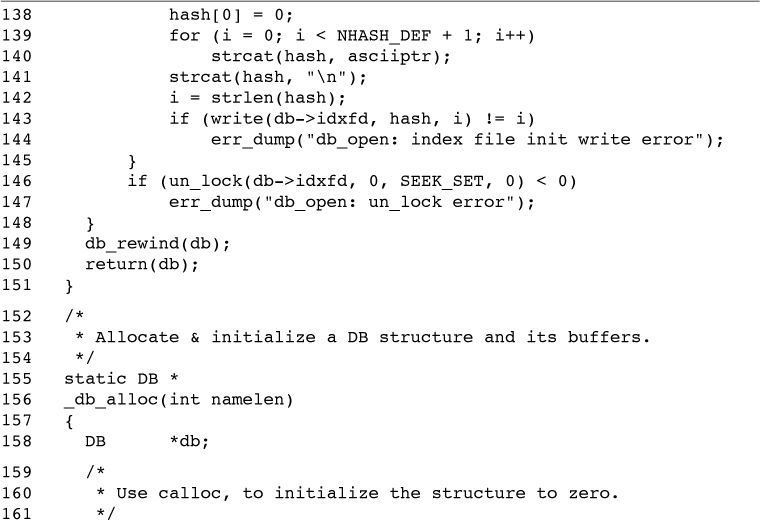 138             hash[0] = 0;
139             for (i = 0; i < NHASH_DEF + 1; i++)
140                 strcat(hash, asciiptr);
141             strcat(hash, "\n");
142             i = strlen(hash);
143             if (write(db->idxfd, hash, i) != i)
144                 err_dump("db_open: index file init write error");
145         }
146         if (un_lock(db->idxfd, 0, SEEK_SET, 0) < 0)
147             err_dump("db_open: un_lock error");
148     }
149     db_rewind(db);
150     return(db);
151   }
152   /*
153    * Allocate & initialize a DB structure and its buffers.
154    */
155   static DB *
156   _db_alloc(int namelen)
157   {
158     DB      *db;
159     /*
160      * Use calloc, to initialize the structure to zero.
161      */